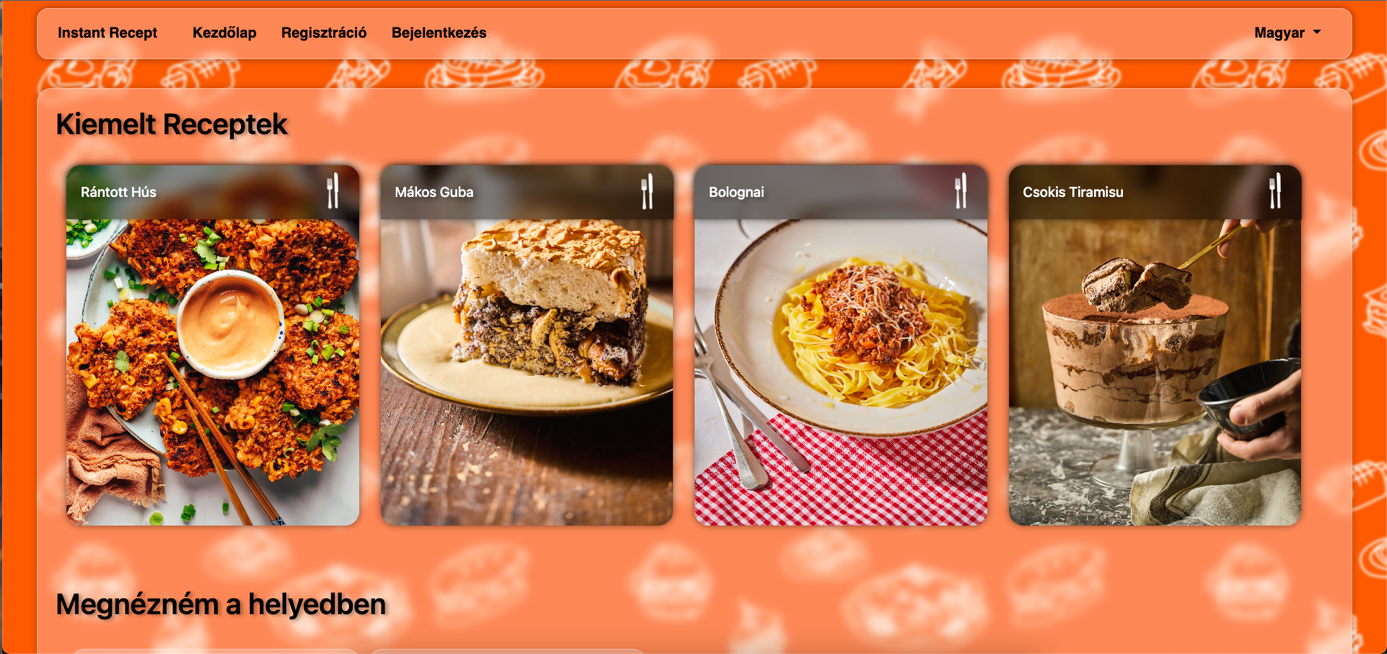 Instant Recept Kezdőlap Regisztráció Bejelentkezés Magyar
Kiemelt Receptek
Rántott Hús Mákos Guba Bolognai Csokis Tiramisu
Megnézném a helyedben